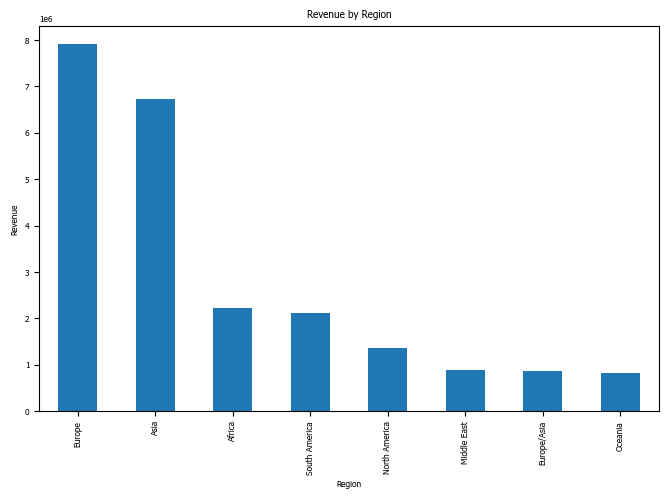 Revenue by Region
1e6
8
7
6
5
4
3
2
1
0
Revenue
Europe
Asia
Africa
South America
North America
Middle East
Europe/Asia
Oceania
Region